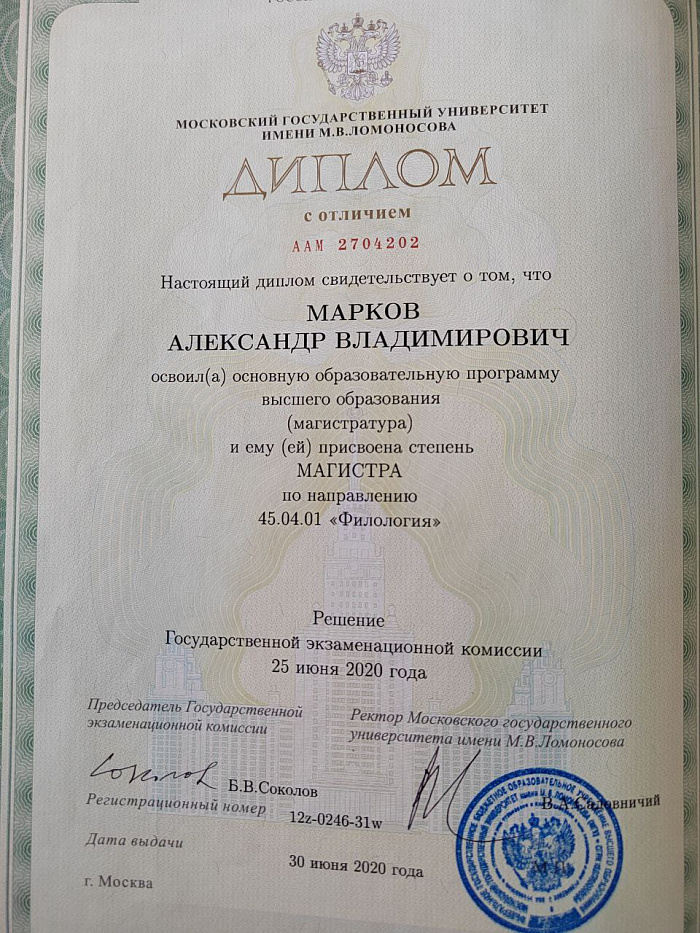 МОСКОВСКИЙ ГОСУДАРСТВЕННЫЙ УНИВЕРСИТЕТ
ИМЕНИ М.В.ЛОМОНОСОВА
ДИПЛОМ
с отличием
ААМ 2704202
Настоящий диплом свидетельствует о том, что
МАРКОВ
АЛЕКСАНДР ВЛАДИМИРОВИЧ
освоил(а) основную образовательную программу
высшего образования
(магистратура)
и ему (ей) присвоена степень
МАГИСТРА
по направлению
45.04.01 «Филология»
Решение
Государственной экзаменационной комиссии
25 июня 2020 года
Председатель Государственной
экзаменационной комиссии
Ректор Московского государственного
университета имени М.В.Ломоносова
Б.В.Соколов
В.А.Садовничий
Регистрационный номер
12z-0246-31w
Дата выдачи
30 июня 2020 года
г. Москва